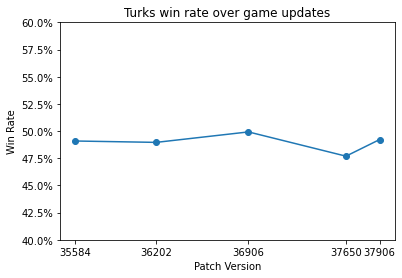 Turks win rate over game updates
60.0%
57.5%
55.0%
52.5%
50.0%
47.5%
45.0%
42.5%
40.0%
Win Rate
35584 36202 36906 37650 37906
Patch Version